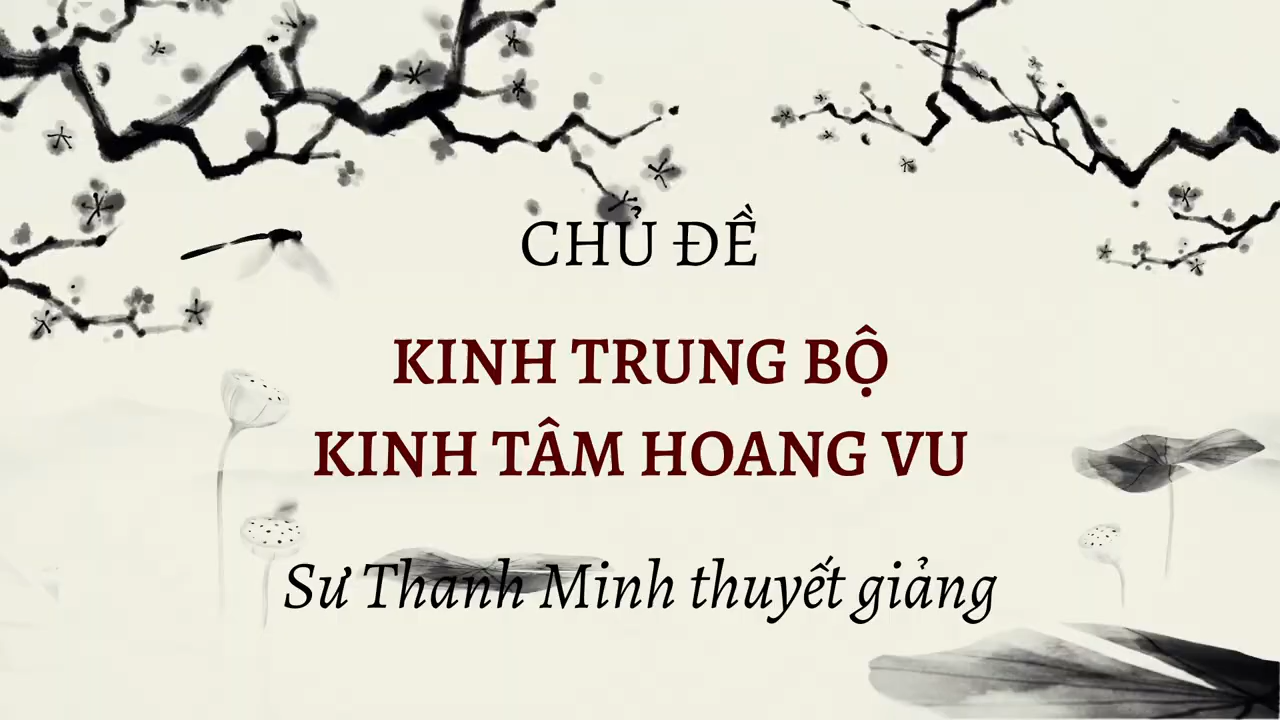 CHỦ ĐỀ
KINH TRUNG BỘ
KINH TÂM HOANG VU
Sư Thanh Minh thuyết giảng